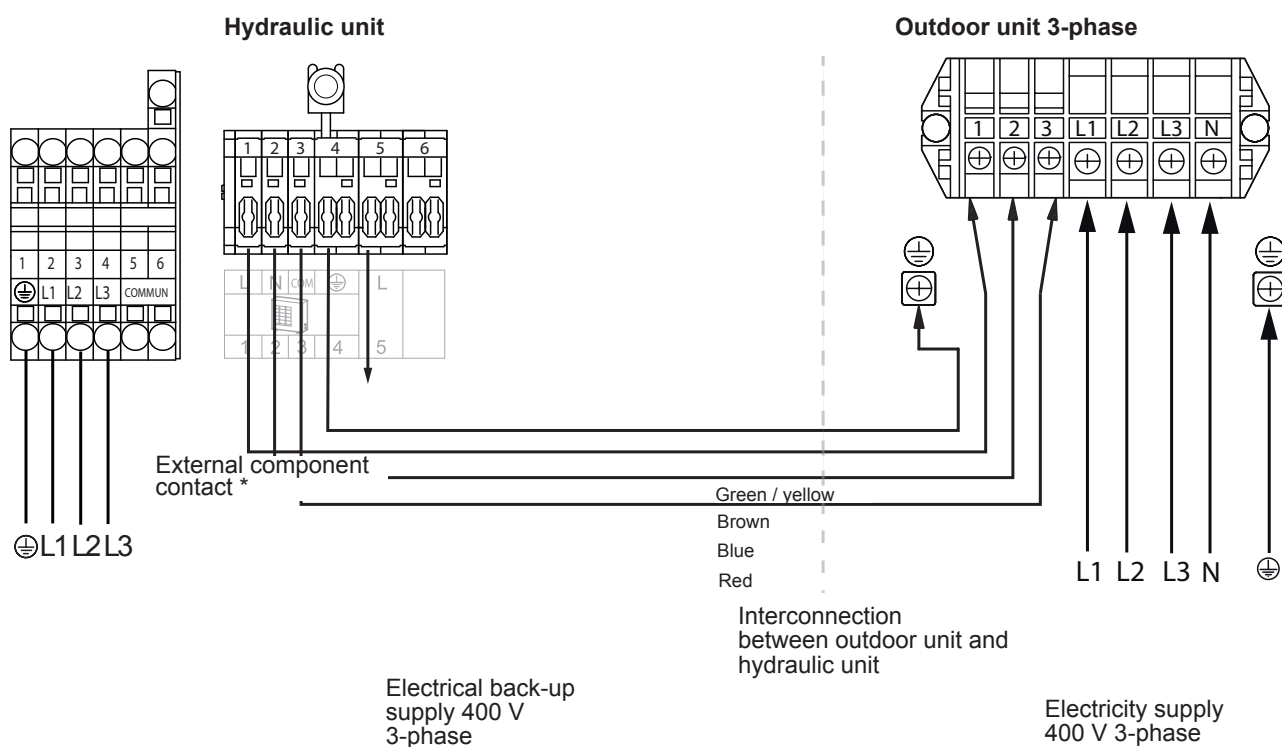 Hydraulic unit
Outdoor unit 3-phase
1 2 3 4 5 6
1 2 3 L1 L2 L3 N
1 2 3 4 5 6
L1 L2 L3 COMMUN
L N COM L
1 2 3 4 5
External component
contact *
L1 L2 L3
Green / yellow
Brown
Blue
Red
L1 L2 L3 N
Interconnection
between outdoor unit and
hydraulic unit
Electrical back-up
supply 400 V
3-phase
Electricity supply
400 V 3-phase